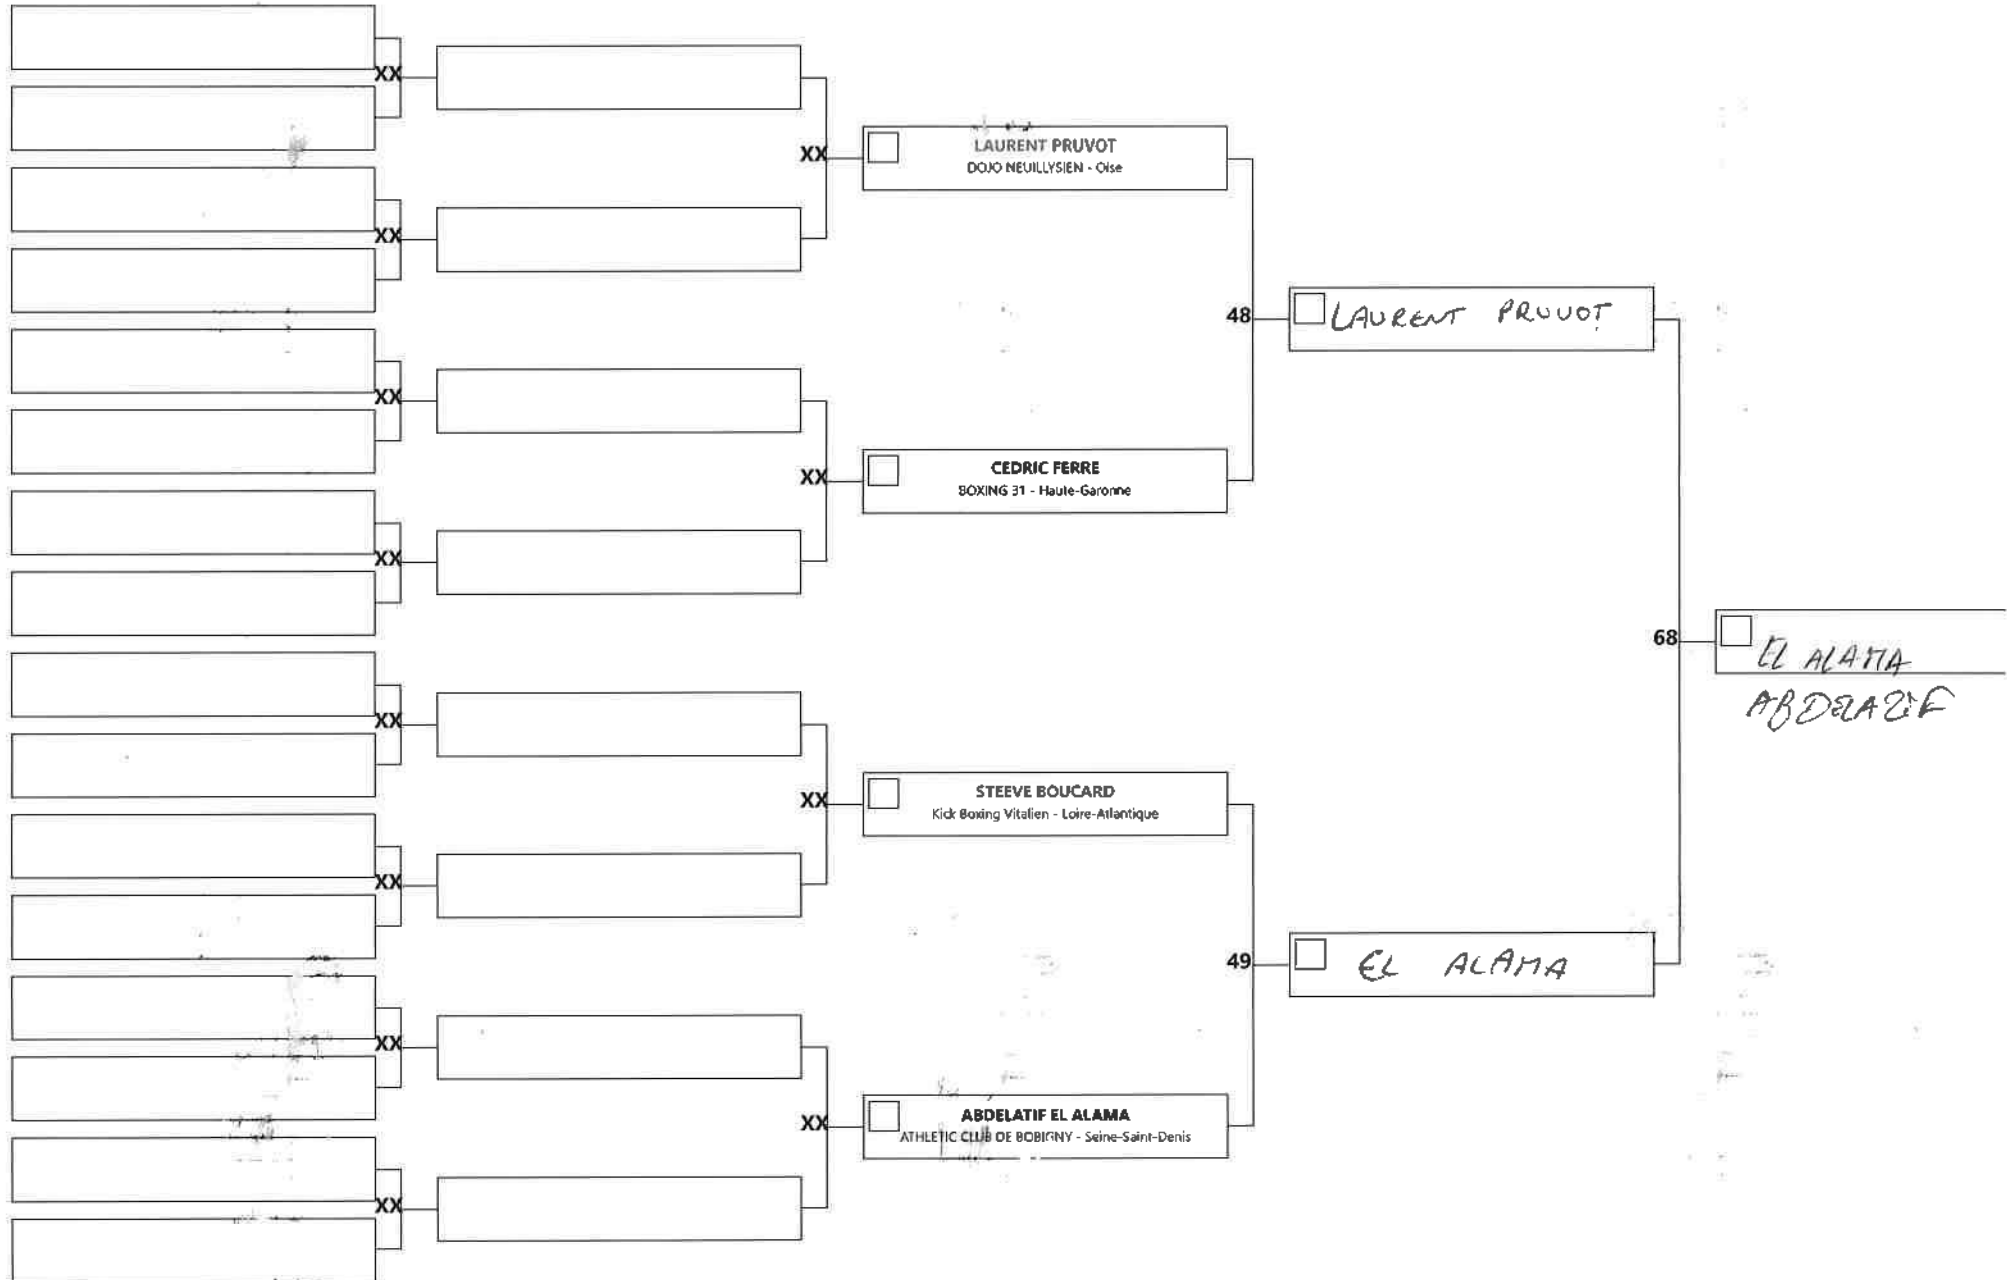 XX
XX
LAURENT PRUVOT
DOJO NEUILLYSIEN - Oise
XX
XX
48
LAURENT PRUVOT
XX
CEDRIC FERRE
BOXING 31 - Haute-Garonne
XX
XX
68
EL ALAMA
ABDELATIF
XX
STEEVE BOUCARD
Kick Boxing Vitalien - Loire-Atlantique
XX
XX
49
EL ALAMA
XX
ABDELATIF EL ALAMA
ATHLETIC CLUB DE BOBIGNY - Seine-Saint-Denis
XX
XX